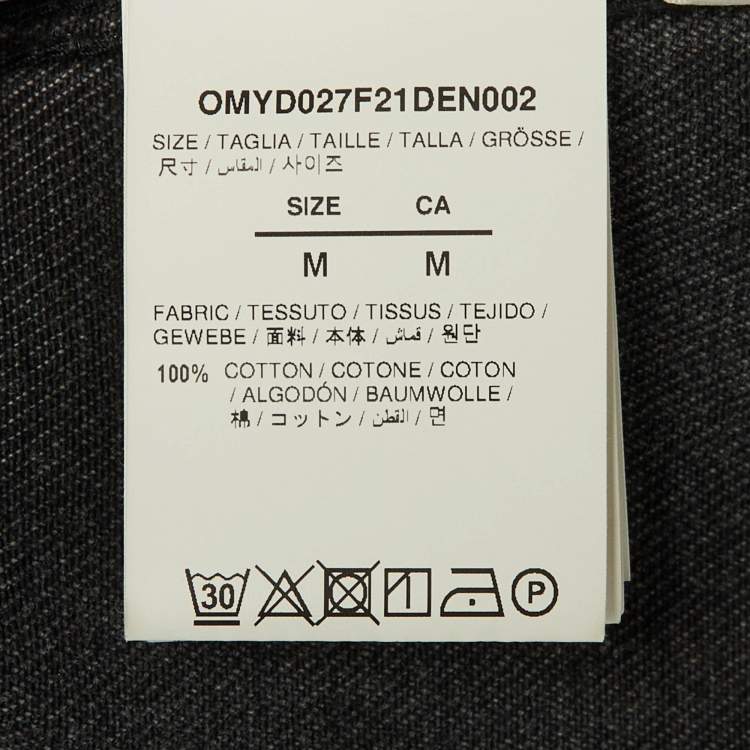 OMYD027F21DEN002
SIZE / TAGLIA / TAILLE / TALLA / GRÖSSE /
尺寸 / المقاس / 사이즈
SIZE CA
M M
FABRIC / TESSUTO / TISSUS / TEJIDO /
GEWEBE / 面料 / 本体 / قماش / 원단
100% COTTON / COTONE / COTON
/ ALGODÓN / BAUMWOLLE /
棉 / コットン / القطن / 면
30 P